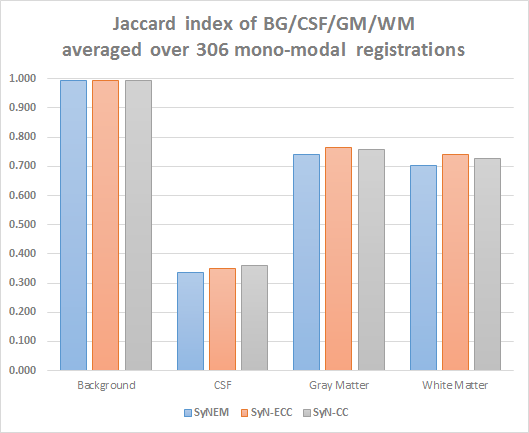 Jaccard index of BG/CSF/GM/WM
averaged over 306 mono-modal registrations
1.000
0.900
0.800
0.700
0.600
0.500
0.400
0.300
0.200
0.100
0.000
Background CSF Gray Matter White Matter
SyNEM SyN-ECC SyN-CC